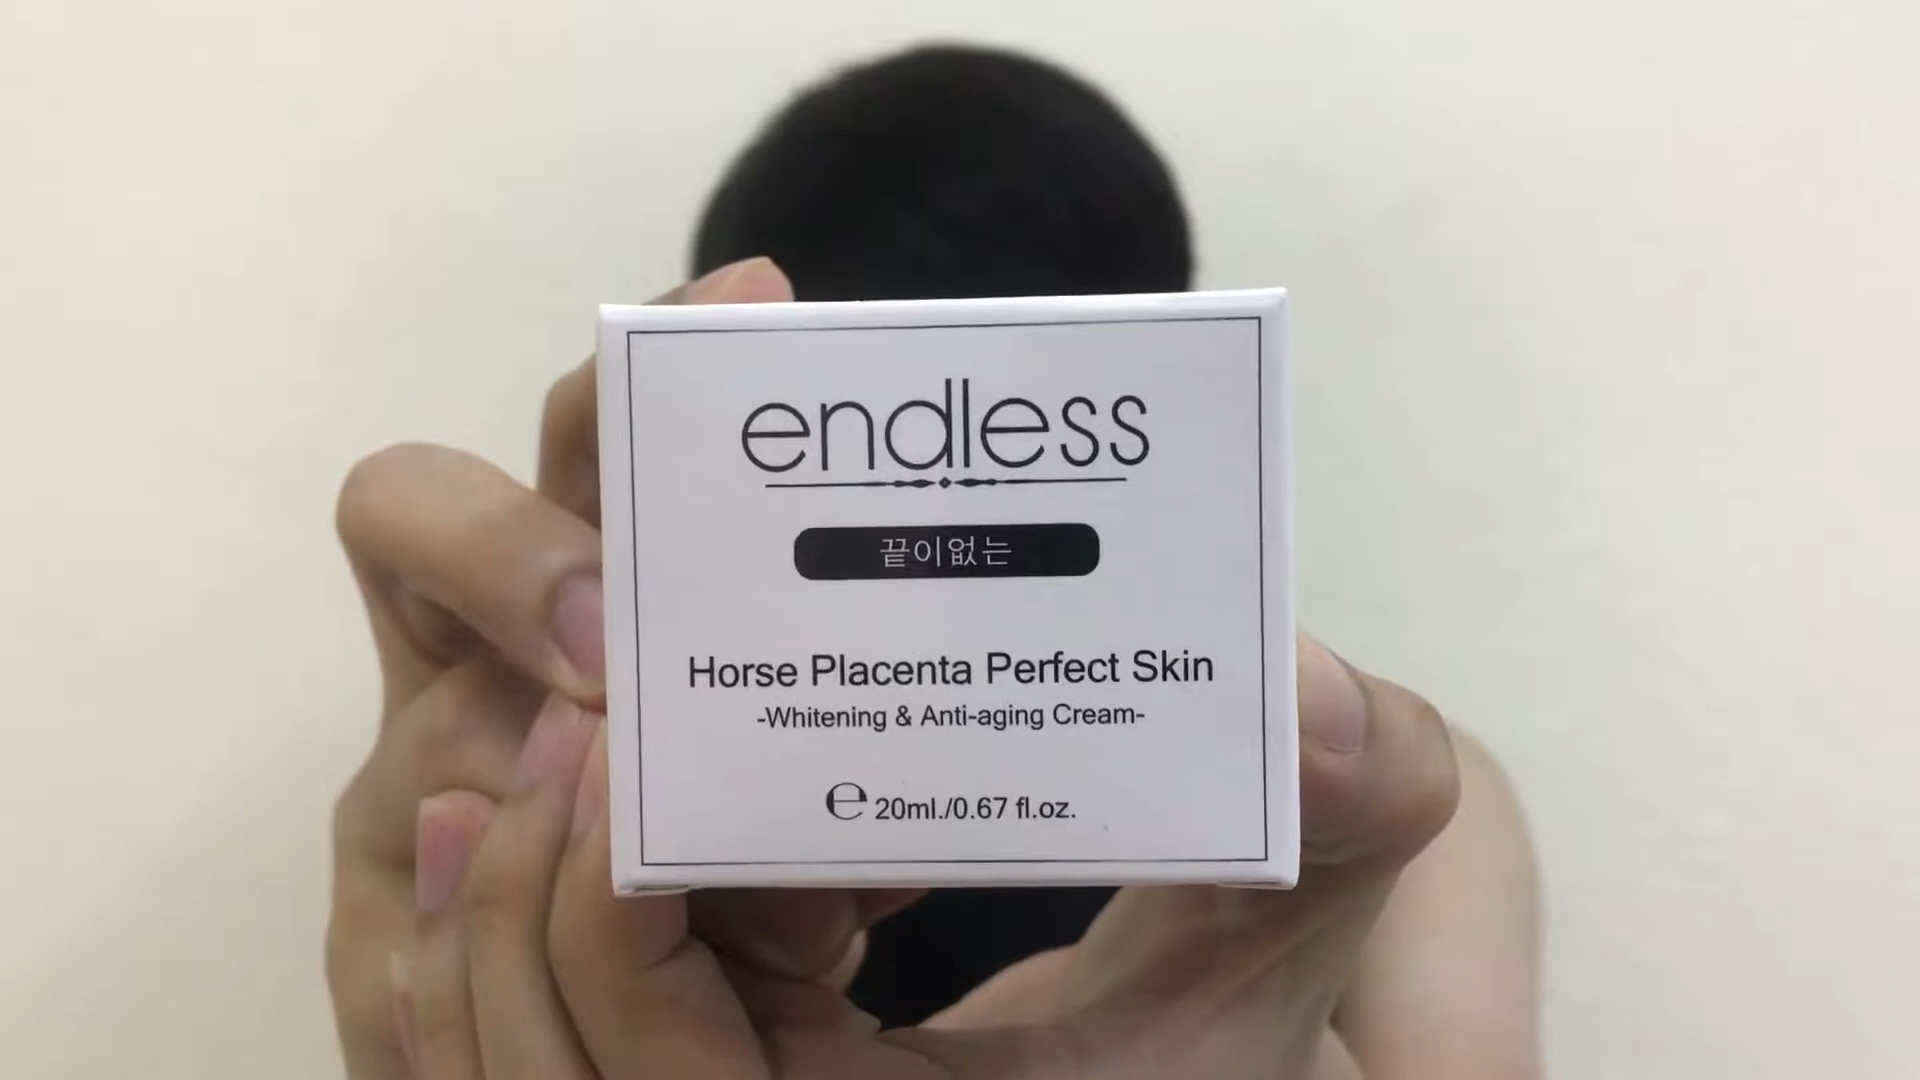 endless
끝이없는
Horse Placenta Perfect Skin
-Whitening & Anti-aging Cream-
℮ 20ml./0.67 fl.oz.